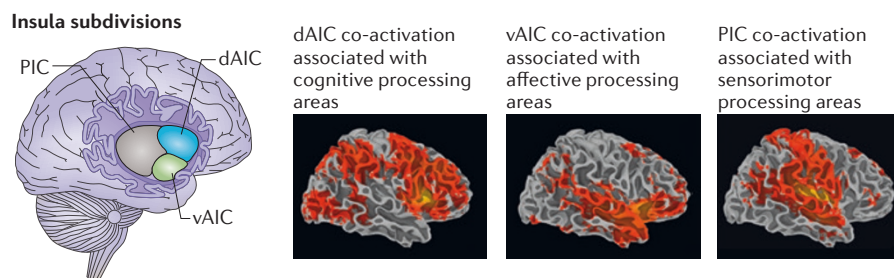 Insula subdivisions
PIC
dAIC
vAIC
dAIC co-activation
associated with
cognitive processing
areas
vAIC co-activation
associated with
affective processing
areas
PIC co-activation
associated with
sensorimotor
processing areas